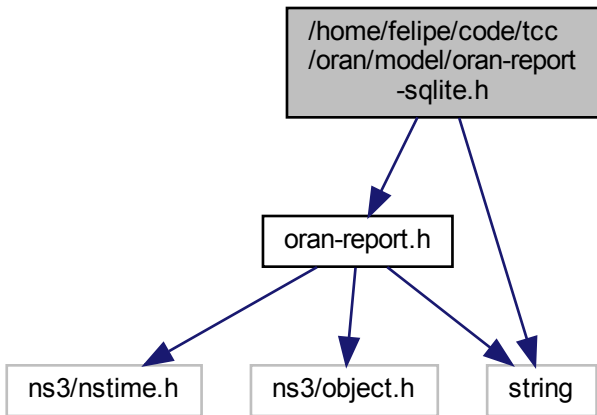 /home/felipe/code/tcc
/oran/model/oran-report
-sqlite.h
oran-report.h
ns3/nstime.h
ns3/object.h
string